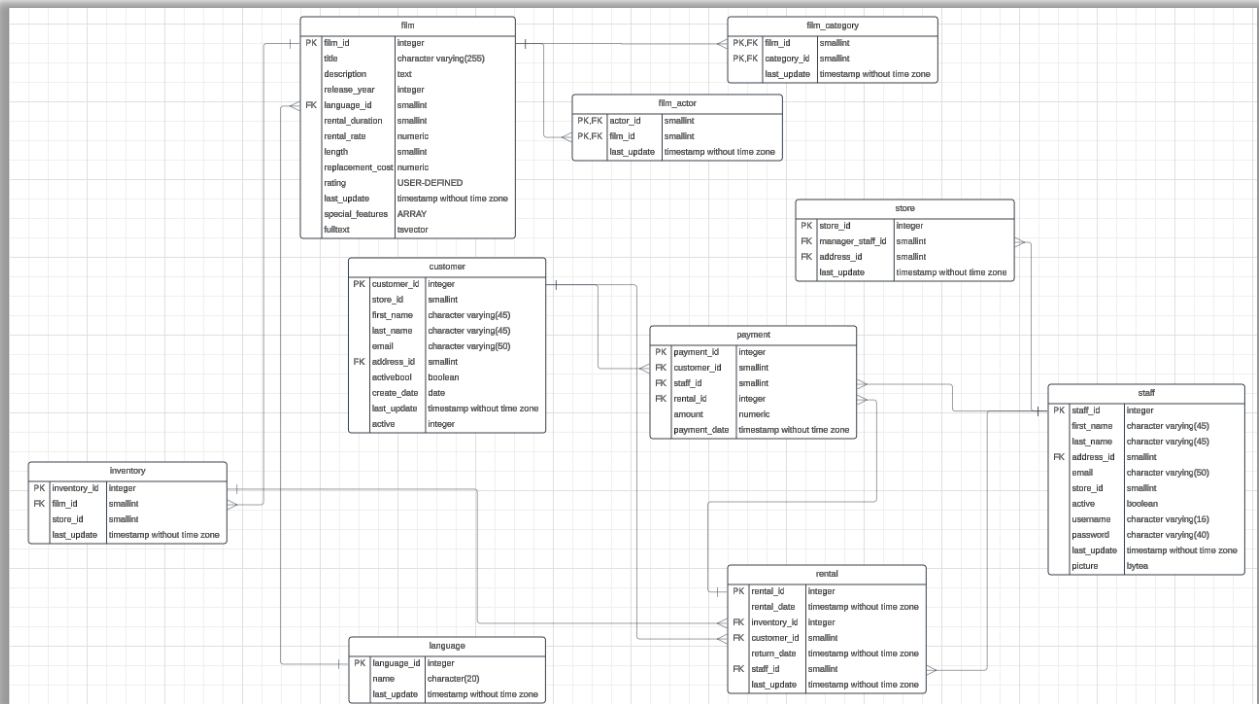 film
PK film_id integer
title character varying(255)
description text
release_year integer
FK language_id smallint
rental_duration smallint
rental_rate numeric
length smallint
replacement_cost numeric
rating USER-DEFINED
last_update timestamp without time zone
special_features ARRAY
fulltext tsvector
film_category
PK,FK film_id smallint
PK,FK category_id smallint
last_update timestamp without time zone
film_actor
PK,FK actor_id smallint
PK,FK film_id smallint
last_update timestamp without time zone
store
PK store_id integer
FK manager_staff_id smallint
FK address_id smallint
last_update timestamp without time zone
customer
PK customer_id integer
store_id smallint
first_name character varying(45)
last_name character varying(45)
email character varying(50)
FK address_id smallint
activebool boolean
create_date date
last_update timestamp without time zone
active integer
payment
PK payment_id integer
FK customer_id smallint
FK staff_id smallint
FK rental_id integer
amount numeric
payment_date timestamp without time zone
staff
PK staff_id integer
first_name character varying(45)
last_name character varying(45)
FK address_id smallint
email character varying(50)
store_id smallint
active boolean
username character varying(16)
password character varying(40)
last_update timestamp without time zone
picture bytea
inventory
PK inventory_id integer
FK film_id smallint
store_id smallint
last_update timestamp without time zone
rental
PK rental_id integer
rental_date timestamp without time zone
FK inventory_id integer
FK customer_id smallint
return_date timestamp without time zone
FK staff_id smallint
last_update timestamp without time zone
language
PK language_id integer
name character(20)
last_update timestamp without time zone